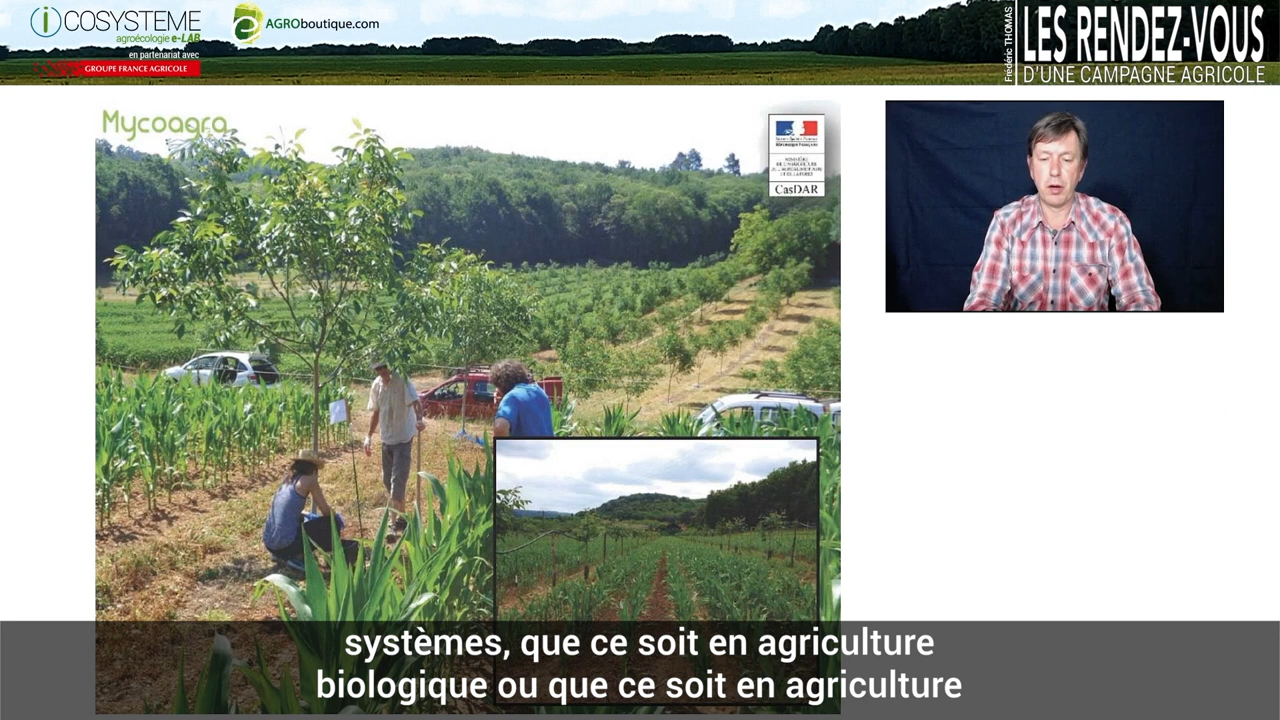 iCOSYSTEME
agroécologie e-LAB
en partenariat avec
GROUPE FRANCE AGRICOLE
AGROboutique.com
Frédéric THOMAS
LES RENDEZ-VOUS
D'UNE CAMPAGNE AGRICOLE
Mycoagra
CasDAR
systèmes, que ce soit en agriculture
biologique ou que ce soit en agriculture